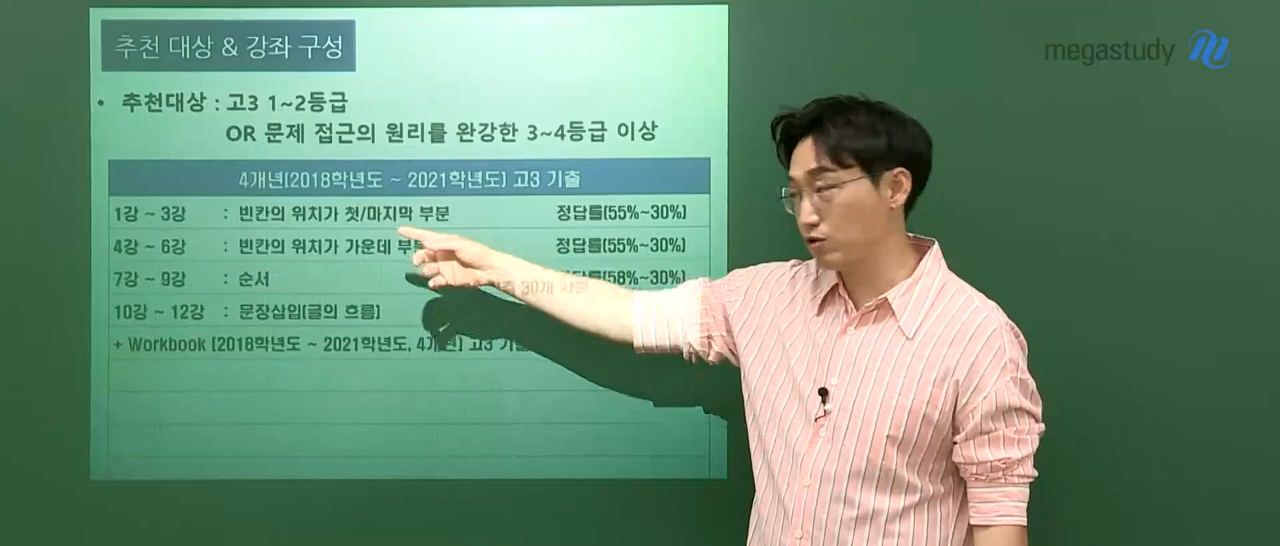 추천 대상 & 강좌 구성
megastudy
• 추천대상 : 고3 1~2등급
OR 문제 접근의 원리를 완강한 3~4등급 이상
4개년(2018학년도 ~ 2021학년도) 고3 기출
1강 ~ 3강 : 빈칸의 위치가 첫/마지막 부분 정답률(55%~30%)
4강 ~ 6강 : 빈칸의 위치가 가운데 정답률(55%~30%)
7강 ~ 9강 : 순서 (58%~30%)
10강 ~ 12강 : 문장삽입(글의 흐름)
+ Workbook [2018학년도 ~ 2021학년도, 4개년] 고3 30개